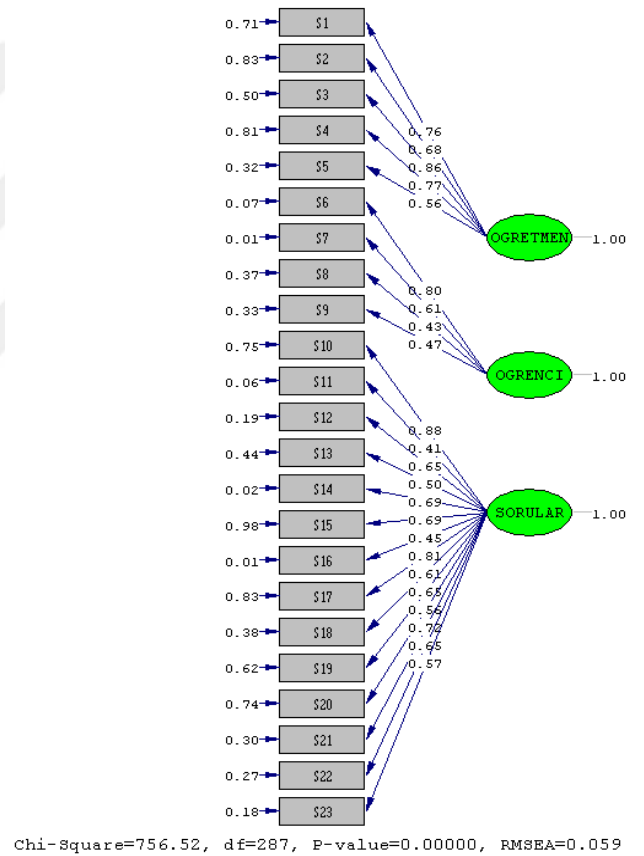 0.71 S1
0.83 S2
0.50 S3
0.81 S4
0.32 S5
0.07 S6
0.01 S7
0.37 S8
0.33 S9
0.75 S10
0.06 S11
0.19 S12
0.44 S13
0.02 S14
0.98 S15
0.01 S16
0.83 S17
0.38 S18
0.62 S19
0.74 S20
0.30 S21
0.27 S22
0.18 S23
0.76
0.68
0.86
0.77
0.56
0.80
0.61
0.43
0.47
0.88
0.41
0.65
0.50
0.69
0.69
0.45
0.81
0.61
0.65
0.56
0.72
0.65
0.57
OGRETMEN 1.00
OGRENCI 1.00
SORULAR 1.00
Chi-Square=756.52, df=287, P-value=0.00000, RMSEA=0.059